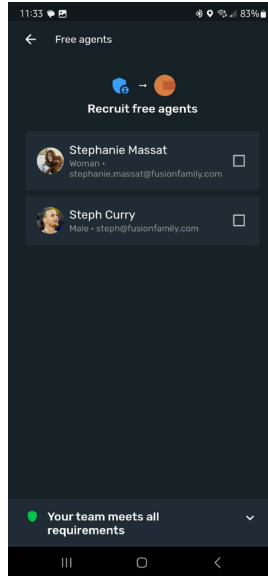 11:33 83%
Free agents
Recruit free agents
Stephanie Massat
Woman •
stephanie.massat@fusionfamily.com
Steph Curry
Male • steph@fusionfamily.com
Your team meets all
requirements